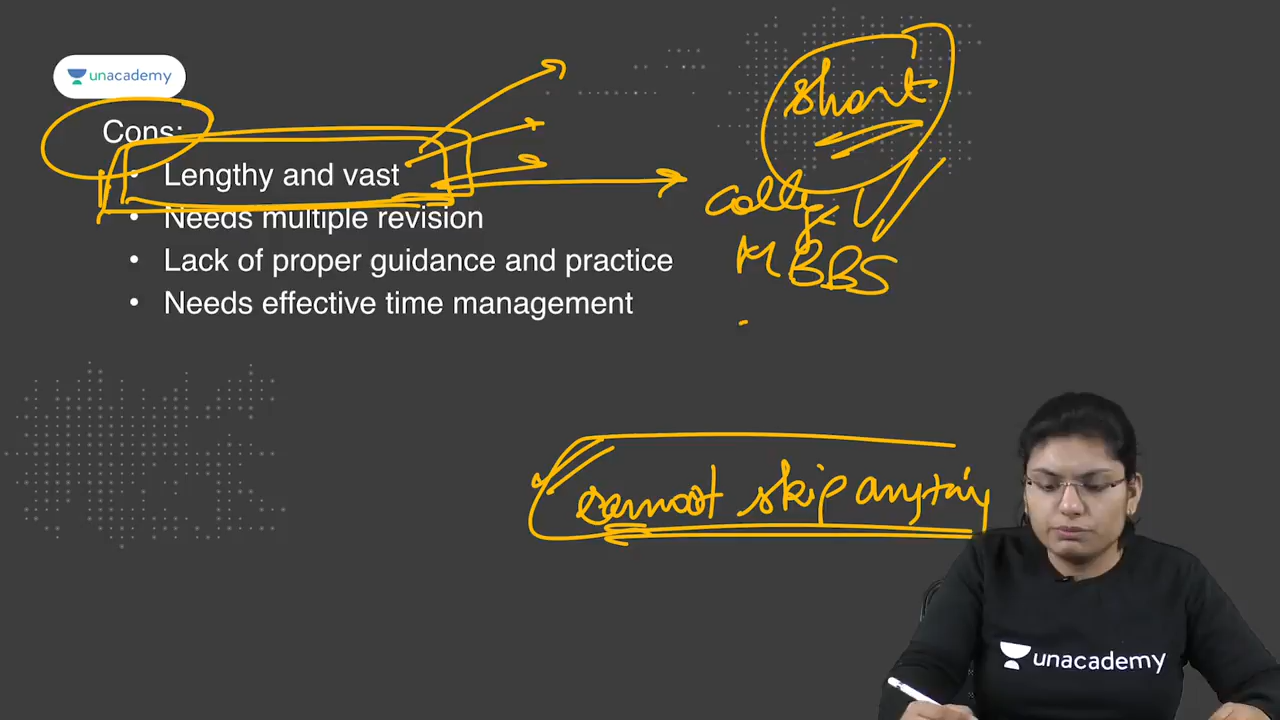 unacademy
Cons:
• Lengthy and vast
• Needs multiple revision
• Lack of proper guidance and practice
• Needs effective time management
short
MBBS
cannot skip anything
unacademy